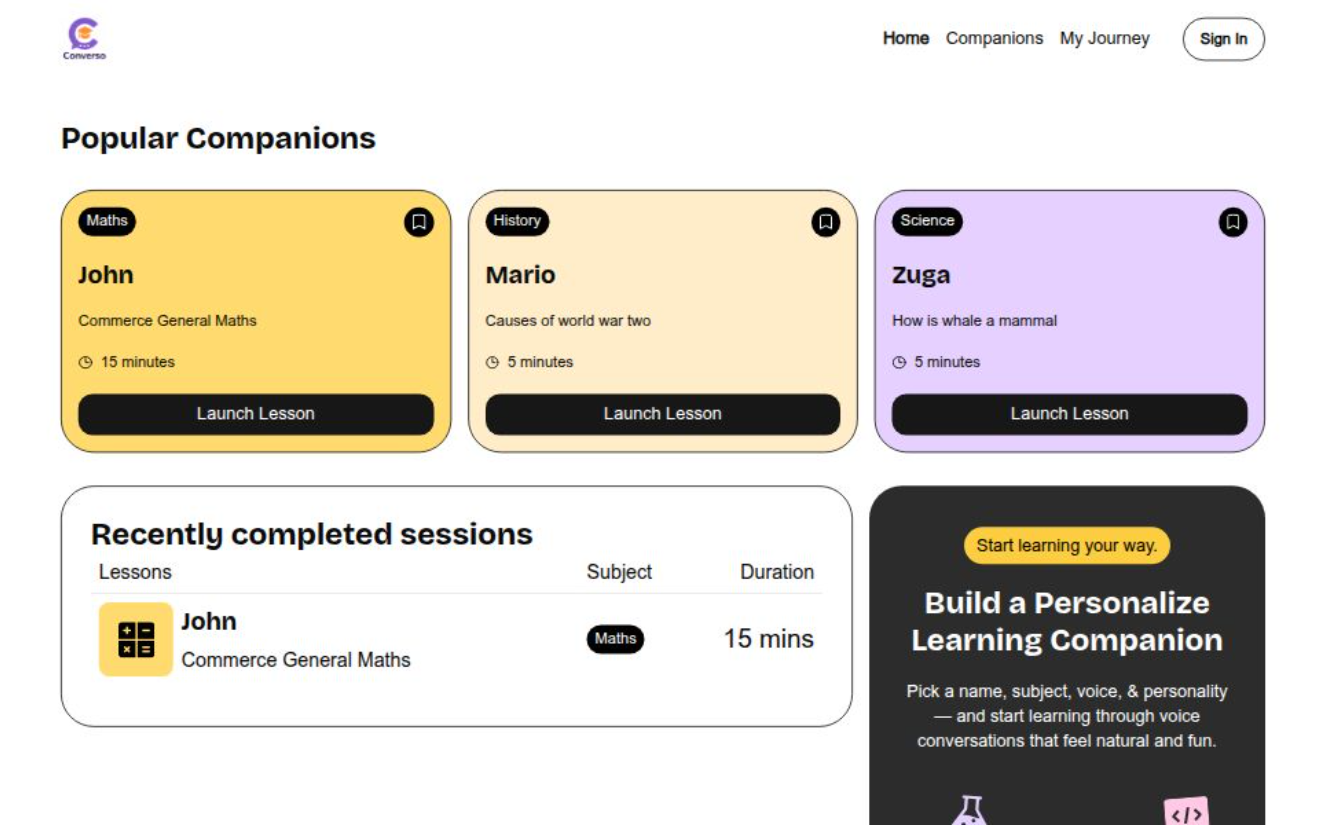 Converso
Home Companions My Journey Sign In
Popular Companions
Maths
John
Commerce General Maths
15 minutes
Launch Lesson
History
Mario
Causes of world war two
5 minutes
Launch Lesson
Science
Zuga
How is whale a mammal
5 minutes
Launch Lesson
Recently completed sessions
Lessons Subject Duration
John
Commerce General Maths
Maths
15 mins
Start learning your way.
Build a Personalize
Learning Companion
Pick a name, subject, voice, & personality
— and start learning through voice
conversations that feel natural and fun.